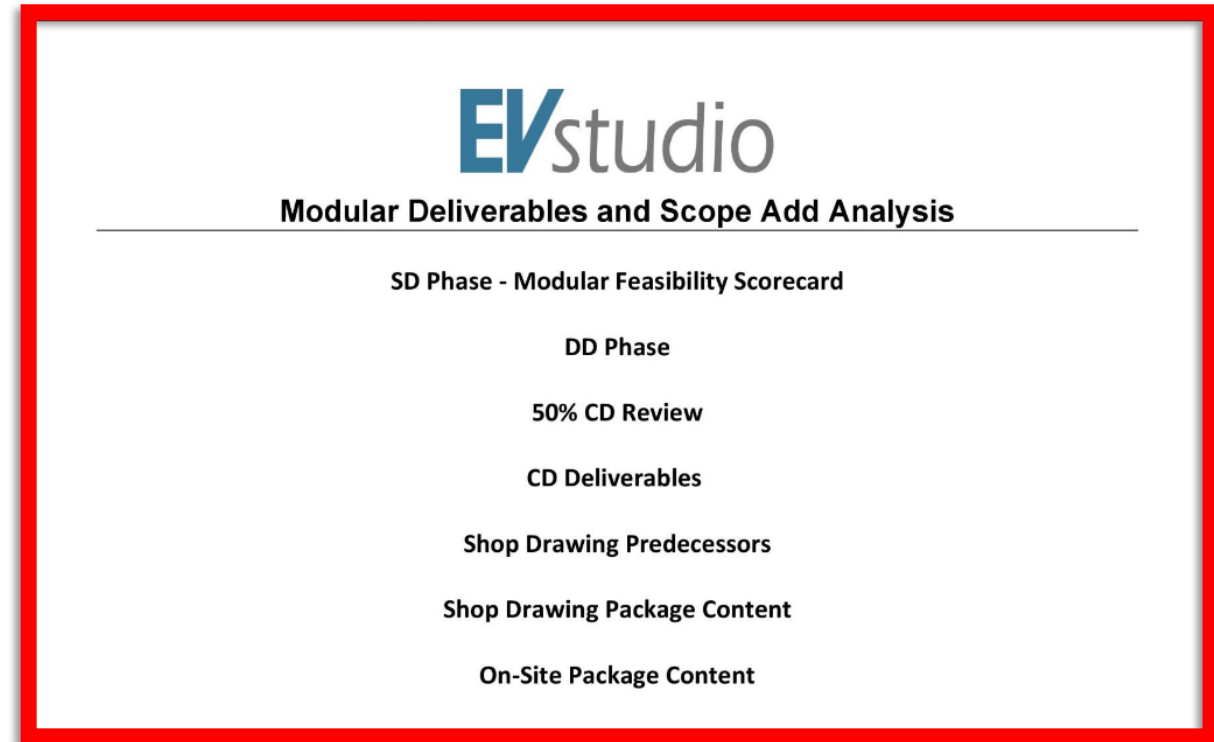 EVstudio
Modular Deliverables and Scope Add Analysis
SD Phase - Modular Feasibility Scorecard
DD Phase
50% CD Review
CD Deliverables
Shop Drawing Predecessors
Shop Drawing Package Content
On-Site Package Content